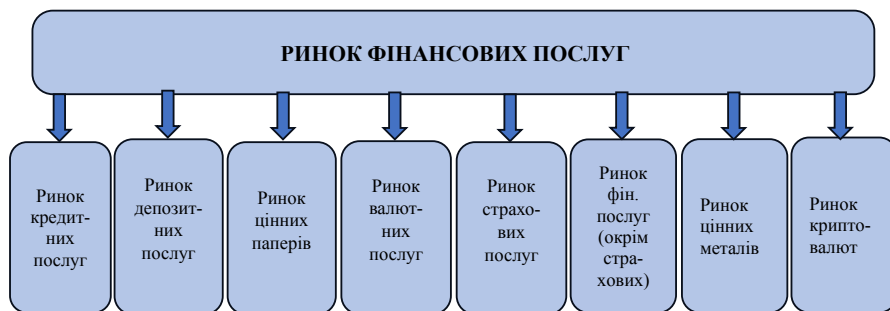 РИНОК ФІНАНСОВИХ ПОСЛУГ
Ринок
кредит-
них
послуг
Ринок
депозит-
них
послуг
Ринок
цінних
паперів
Ринок
валют-
них
послуг
Ринок
страхо-
вих
послуг
Ринок
фін.
послуг
(окрім
стра-
хових)
Ринок
цінних
металів
Ринок
крипто-
валют